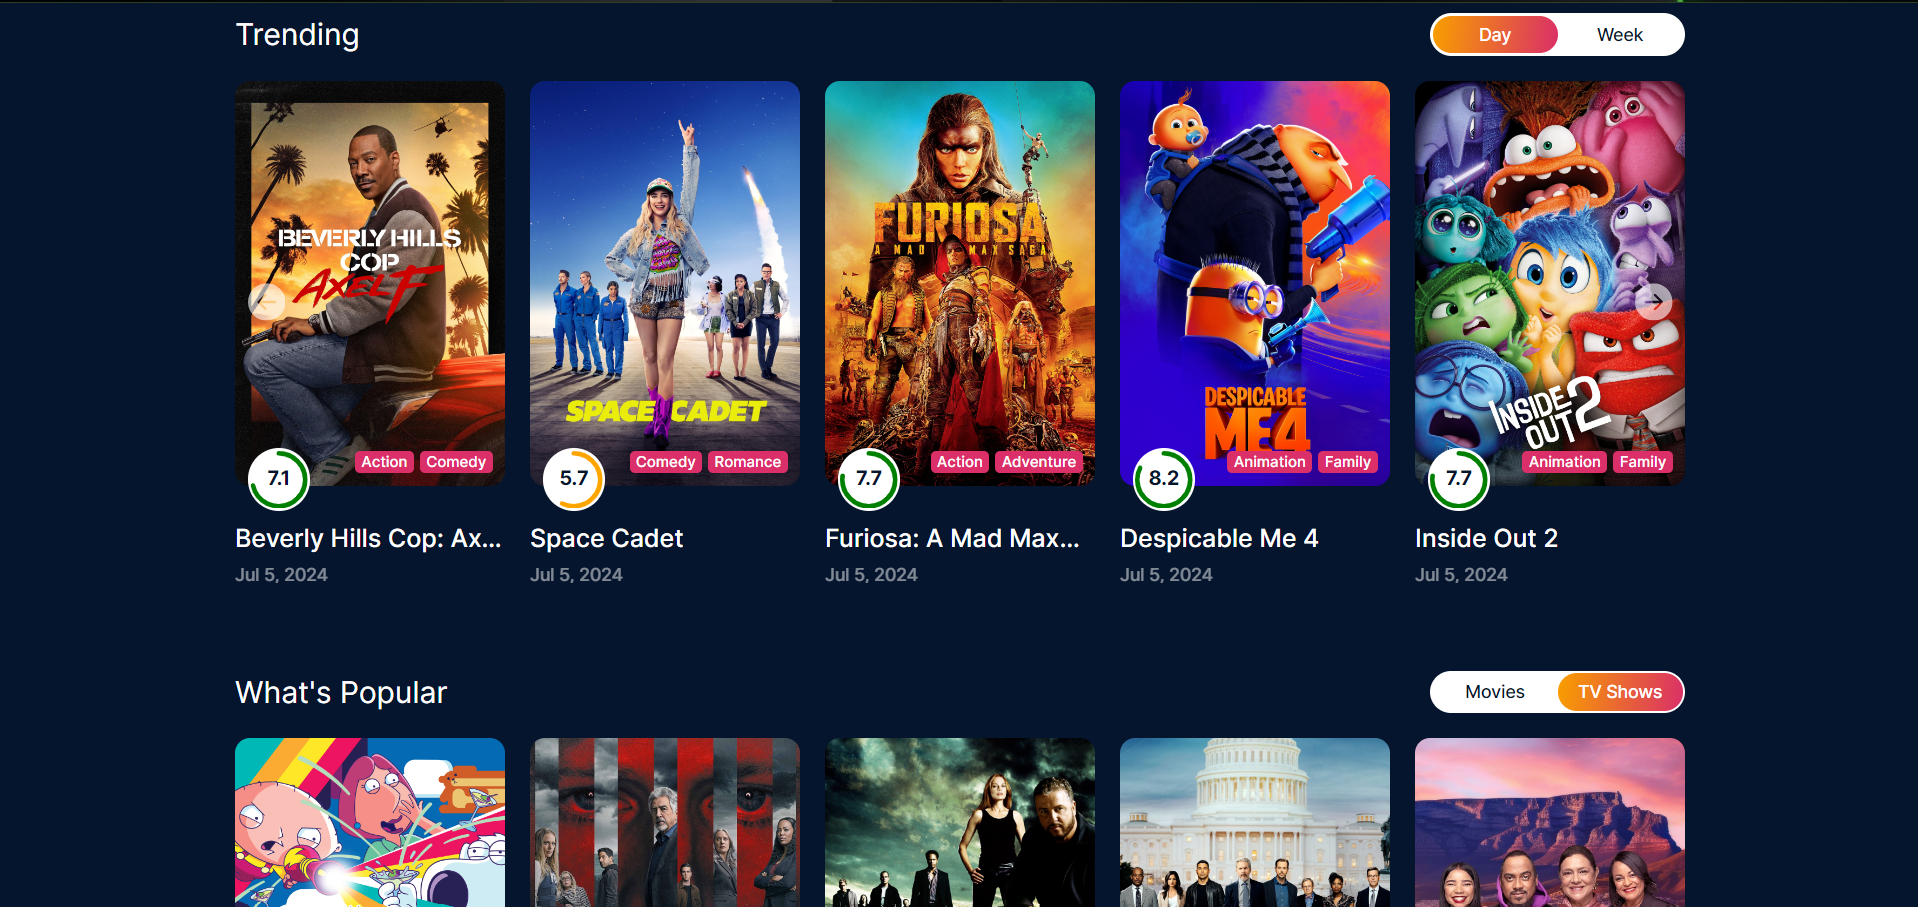 Trending
Day
Week
BEVERLY HILLS
COP
AXEL F
SPACE CADET
FURIOSA
A MAD MAX SAGA
DESPICABLE
ME 4
INSIDE
OUT 2
7.1
Action
Comedy
5.7
Comedy
Romance
7.7
Action
Adventure
8.2
Animation
Family
7.7
Animation
Family
Beverly Hills Cop: Ax...
Space Cadet
Furiosa: A Mad Max...
Despicable Me 4
Inside Out 2
Jul 5, 2024
Jul 5, 2024
Jul 5, 2024
Jul 5, 2024
Jul 5, 2024
What's Popular
Movies
TV Shows